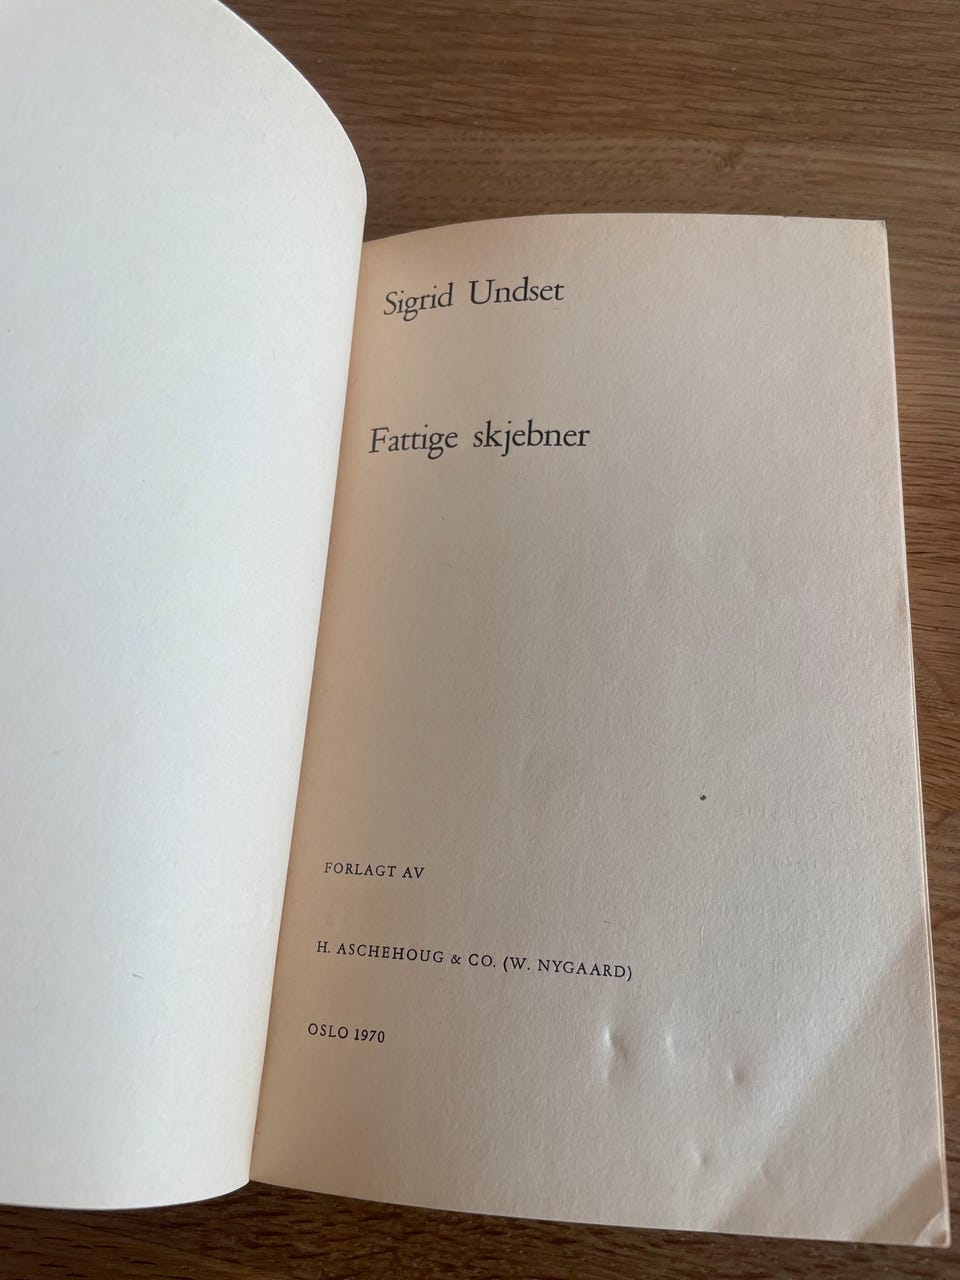 Sigrid Undset
Fattige skjebner
FORLAGT AV
H. ASCHEHOUG & CO. (W. NYGAARD)
OSLO 1970